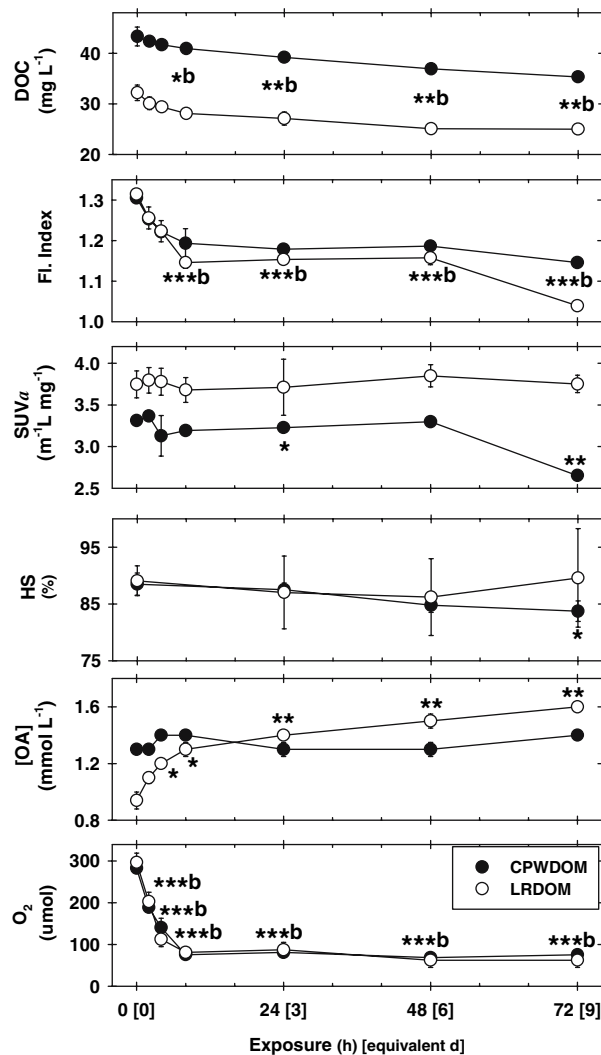 DOC
(mg L-1)
40
30
20
*b
**b
**b
**b
Fl. Index
1.3
1.2
1.1
1.0
***b
***b
***b
***b
SUVa
(m-1L mg-1)
4.0
3.5
3.0
2.5
*
**
HS
(%)
95
85
75
*
[OA]
(mmol L-1)
1.6
1.2
0.8
*
*
**
**
**
O2
(umol)
300
200
100
0
***b
***b
***b
***b
***b
***b
CPWDOM
LRDOM
0 [0]
24 [3]
48 [6]
72 [9]
Exposure (h) [equivalent d]